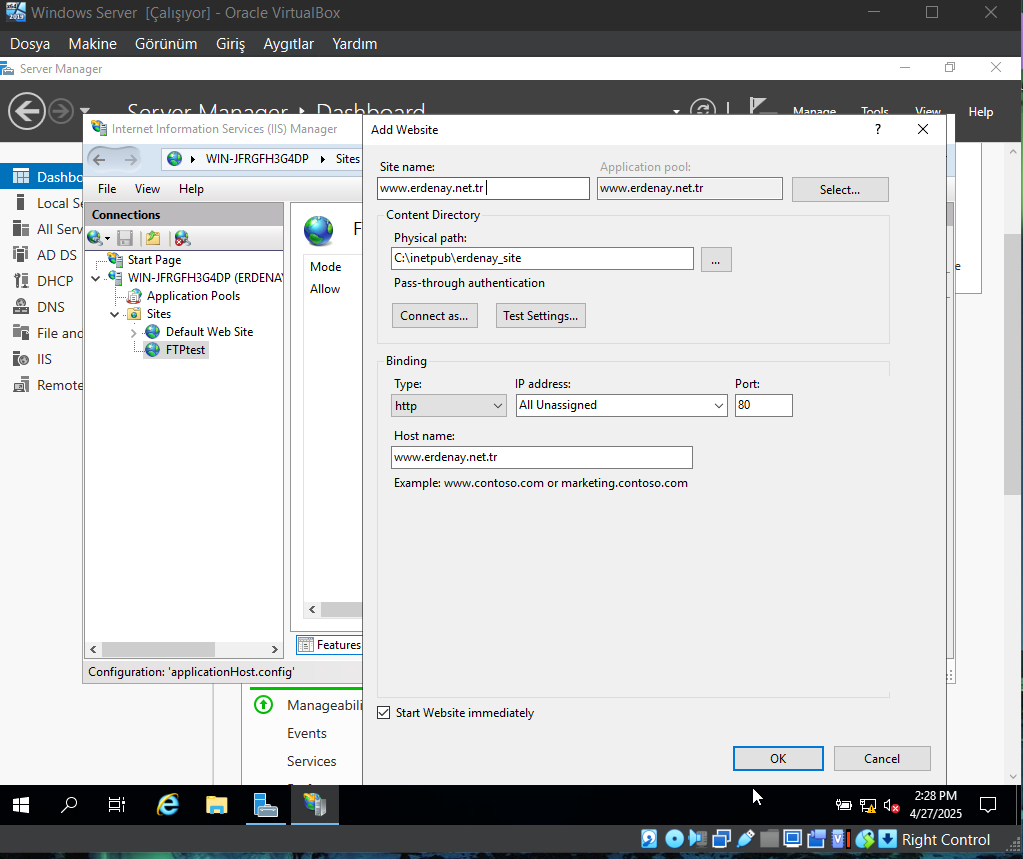 Windows Server [Çalışıyor] - Oracle VirtualBox
Dosya Makine Görünüm Giriş Aygıtlar Yardım
Server Manager
Server Manager Dashboard
Manage Tools View Help
Internet Information Services (IIS) Manager
WIN-JFRGFH3G4DP Sites
File View Help
Connections
Start Page
WIN-JFRGFH3G4DP (ERDENAY
Application Pools
Sites
Default Web Site
FTPtest
Configuration: 'applicationHost.config'
F
Mode
Allow
Features
Dashbo
Local Se
All Serv
AD DS
DHCP
DNS
File and
IIS
Remote
e
Add Website
?
Site name:
Application pool:
www.erdenay.net.tr
www.erdenay.net.tr
Select...
Content Directory
Physical path:
C:\inetpub\erdenay_site
...
Pass-through authentication
Connect as...
Test Settings...
Binding
Type:
IP address:
Port:
http
All Unassigned
80
Host name:
www.erdenay.net.tr
Example: www.contoso.com or marketing.contoso.com
Start Website immediately
OK
Cancel
Manageabili
Events
Services
2:28 PM
4/27/2025
Right Control